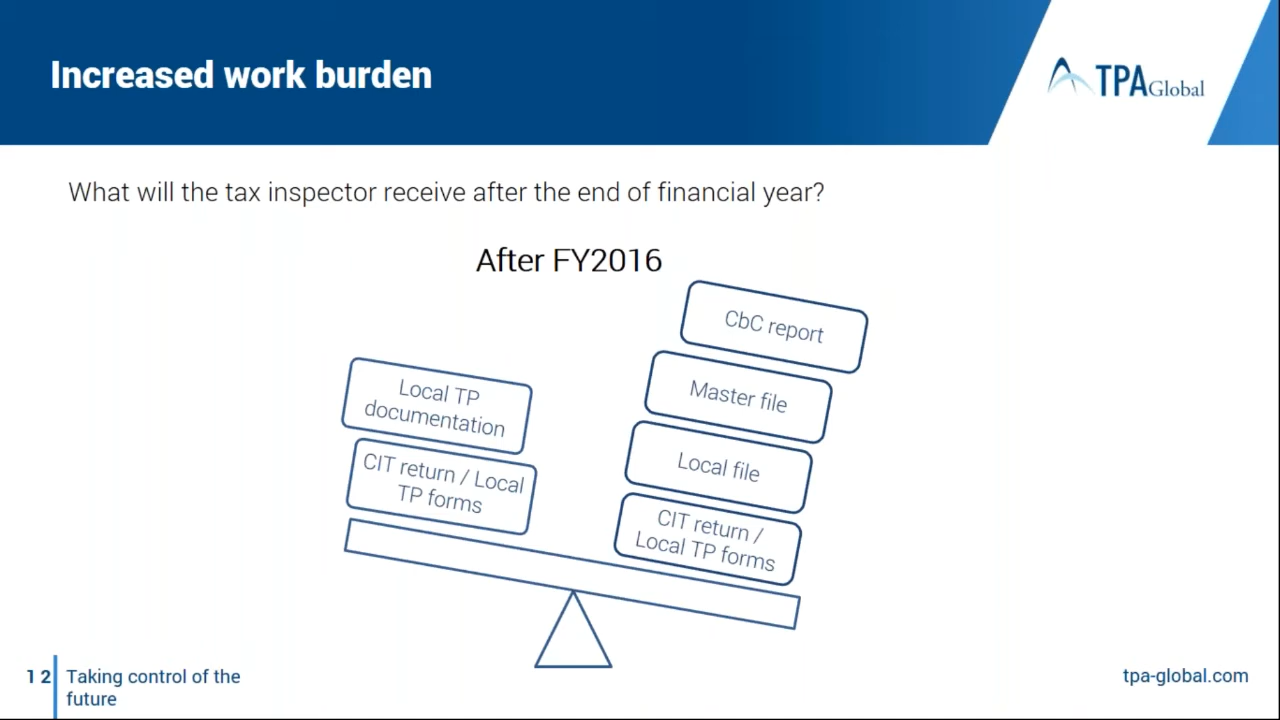 Increased work burden
TPA Global
What will the tax inspector receive after the end of financial year?
After FY2016
CbC report
Master file
Local file
CIT return /
Local TP forms
Local TP
documentation
CIT return / Local
TP forms
12
Taking control of the
future
tpa-global.com